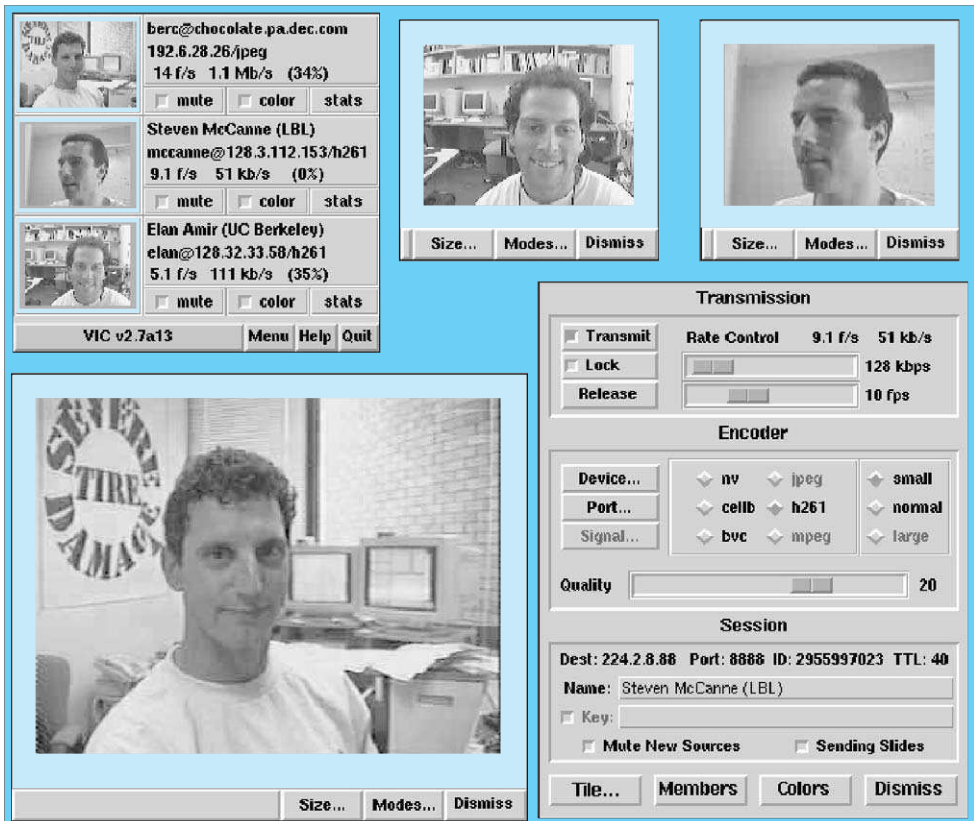 berc@chocolate.pa.dec.com
192.6.28.26/jpeg
14 f/s 1.1 Mb/s (34%)
mute color stats
Steven McCanne (LBL)
mccanne@128.3.112.153/h261
9.1 f/s 51 kb/s (0%)
mute color stats
Elan Amir (UC Berkeley)
elan@128.32.33.58/h261
5.1 f/s 111 kb/s (35%)
mute color stats
VIC v2.7a13 Menu Help Quit
Size... Modes... Dismiss
Size... Modes... Dismiss
SEVERE
TIRE
DAMAGE
Size... Modes... Dismiss
Transmission
Transmit Rate Control 9.1 f/s 51 kb/s
Lock 128 kbps
Release 10 fps
Encoder
Device... nv jpeg small
Port... cellb h261 normal
Signal... bvc mpeg large
Quality 20
Session
Dest: 224.2.8.88 Port: 8888 ID: 2955997023 TTL: 40
Name: Steven McCanne (LBL)
Key:
Mute New Sources Sending Slides
Tile... Members Colors Dismiss